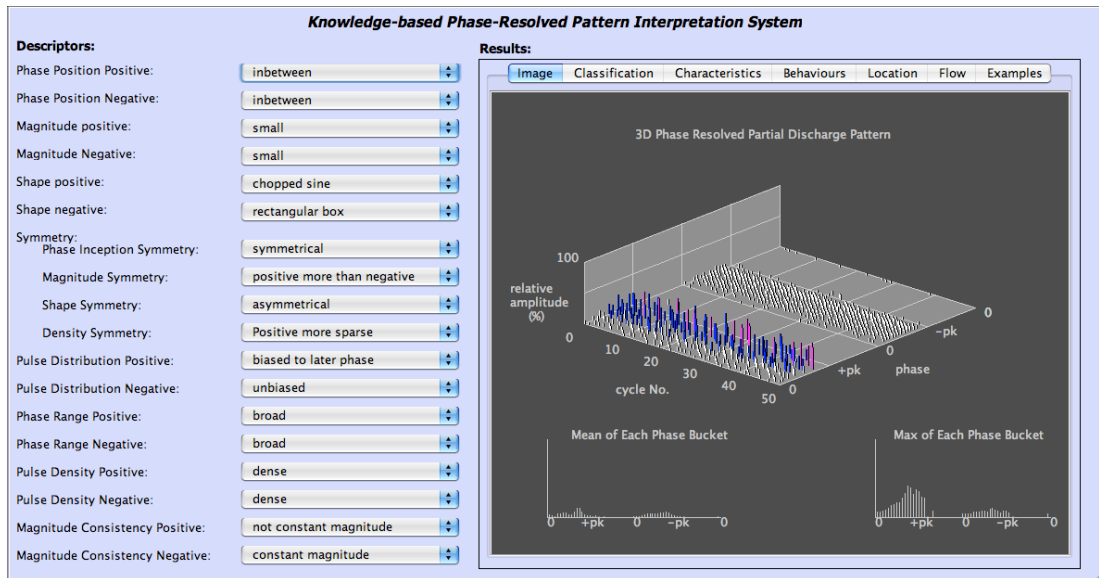 Knowledge-based Phase-Resolved Pattern Interpretation System
Descriptors:
Phase Position Positive: inbetween
Phase Position Negative: inbetween
Magnitude positive: small
Magnitude Negative: small
Shape positive: chopped sine
Shape negative: rectangular box
Symmetry:
Phase Inception Symmetry: symmetrical
Magnitude Symmetry: positive more than negative
Shape Symmetry: asymmetrical
Density Symmetry: Positive more sparse
Pulse Distribution Positive: biased to later phase
Pulse Distribution Negative: unbiased
Phase Range Positive: broad
Phase Range Negative: broad
Pulse Density Positive: dense
Pulse Density Negative: dense
Magnitude Consistency Positive: not constant magnitude
Magnitude Consistency Negative: constant magnitude
Results:
Image Classification Characteristics Behaviours Location Flow Examples
3D Phase Resolved Partial Discharge Pattern
100
relative
amplitude
(%)
0
10
20
30
40
50
cycle No.
0
+pk
0
-pk
0
phase
Mean of Each Phase Bucket
0 +pk 0 -pk 0
Max of Each Phase Bucket
0 +pk 0 -pk 0